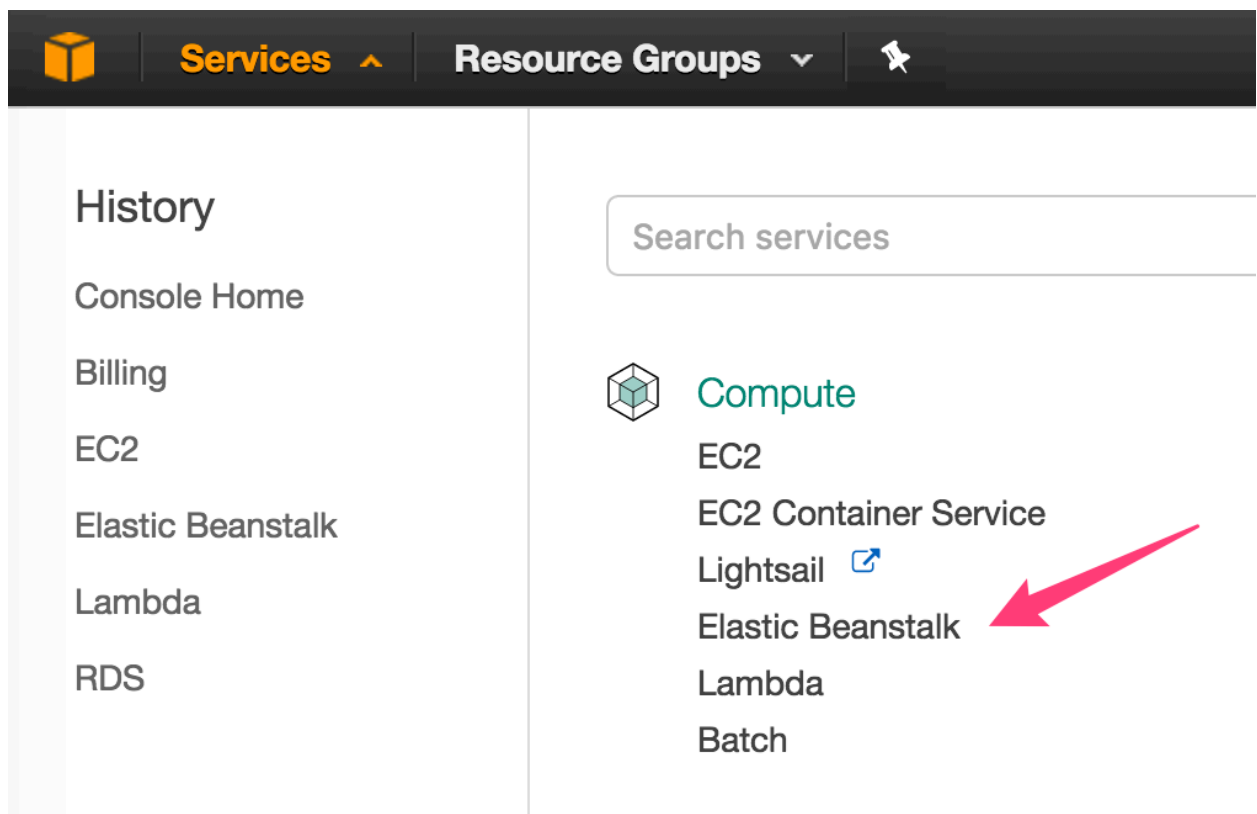 Services Resource Groups
History
Console Home
Billing
EC2
Elastic Beanstalk
Lambda
RDS
Search services
Compute
EC2
EC2 Container Service
Lightsail
Elastic Beanstalk
Lambda
Batch